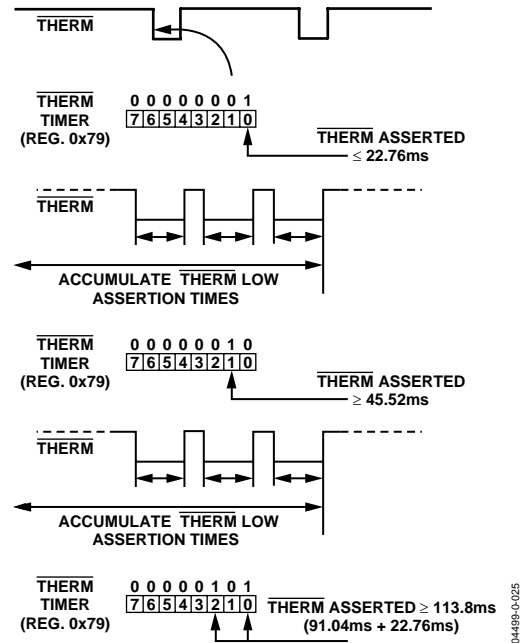 THERM
THERM
TIMER
(REG. 0x79)
0 0 0 0 0 0 0 1
7 6 5 4 3 2 1 0
THERM ASSERTED
≤ 22.76ms
THERM
ACCUMULATE THERM LOW
ASSERTION TIMES
THERM
TIMER
(REG. 0x79)
0 0 0 0 0 0 1 0
7 6 5 4 3 2 1 0
THERM ASSERTED
≥ 45.52ms
THERM
ACCUMULATE THERM LOW
ASSERTION TIMES
THERM
TIMER
(REG. 0x79)
0 0 0 0 0 1 0 1
7 6 5 4 3 2 1 0
THERM ASSERTED ≥ 113.8ms
(91.04ms + 22.76ms)
04499-0-025